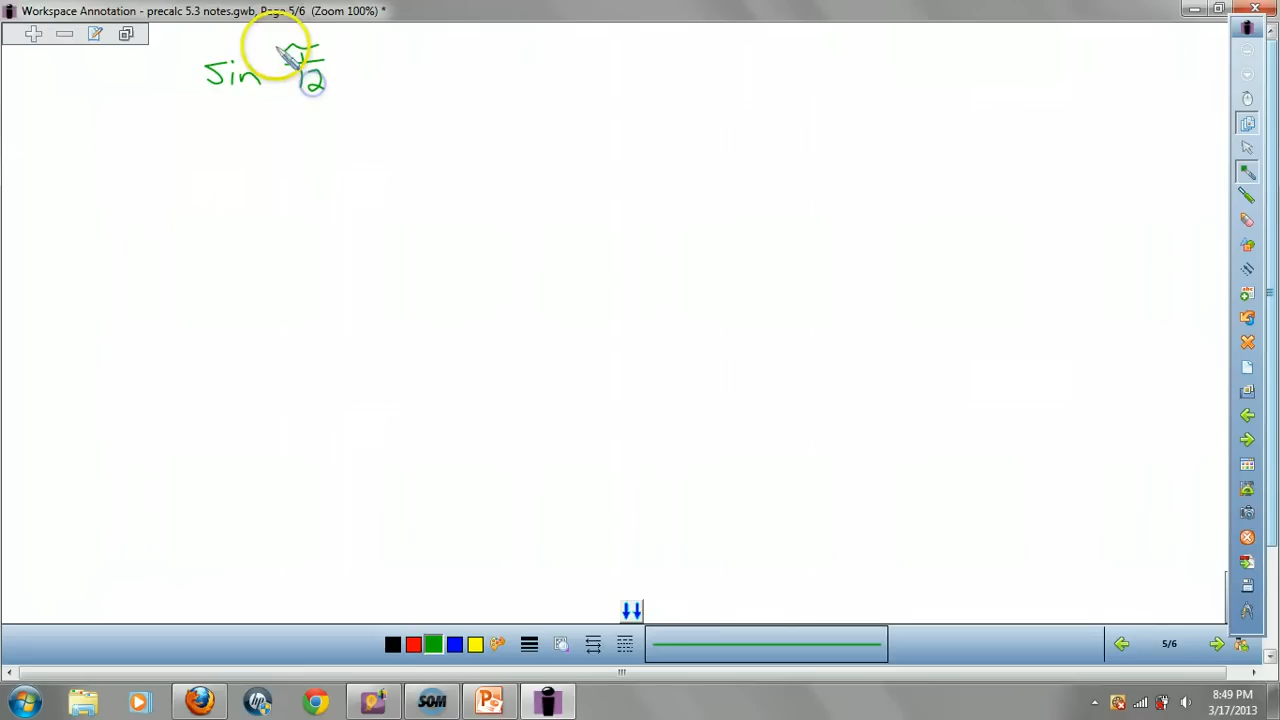 Workspace Annotation - precalc 5.3 notes.gwb, Page 5/6 (Zoom 100%) *
sin π/12
5/6
SOM
8:49 PM
3/17/2013